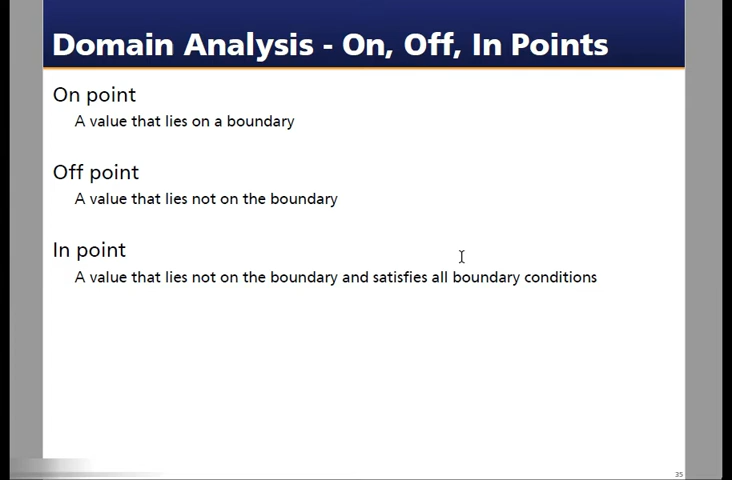 Domain Analysis - On, Off, In Points
On point
A value that lies on a boundary
Off point
A value that lies not on the boundary
In point
A value that lies not on the boundary and satisfies all boundary conditions
35